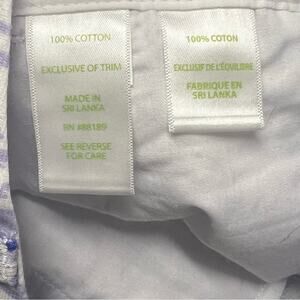 100% COTTON
EXCLUSIVE OF TRIM
MADE IN
SRI LANKA
RN #88189
SEE REVERSE
FOR CARE
100% COTON
EXCLUSIF DE L'ÉQUILIBRE
FABRIQUE EN
SRI LANKA